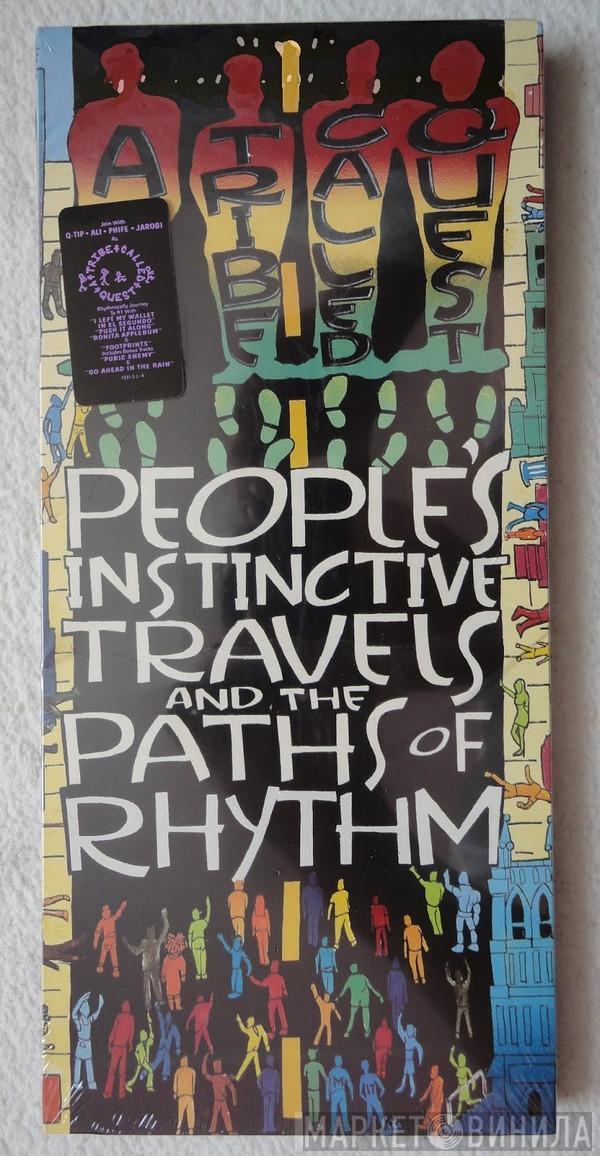 A
TRIBE
CALLED
QUEST
Join With
Q-TIP • ALI • PHIFE • JAROBI
As
A TRIBE CALLED
QUEST
Rhythmically Journey
To #1 With
"I LEFT MY WALLET
IN EL SEGUNDO"
"PUSH IT ALONG"
"BONITA APPLEBUM"
"FOOTPRINTS"
Includes Bonus Tracks
"PUBIC ENEMY"
&
"GO AHEAD IN THE RAIN"
PEOPLE'S
INSTINCTIVE
TRAVELS
AND THE
PATHS OF
RHYTHM
МАРКЕТ ВИНИЛА